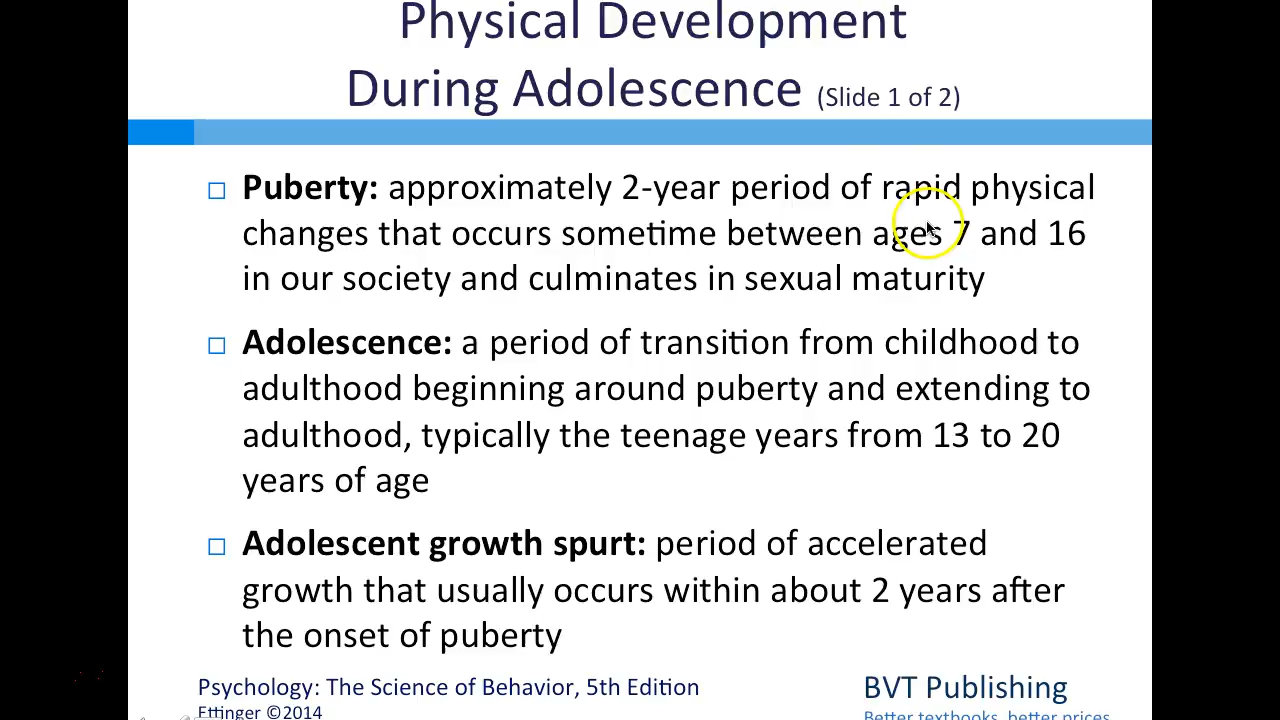 Physical Development
During Adolescence (Slide 1 of 2)
Puberty: approximately 2-year period of rapid physical
changes that occurs sometime between ages 7 and 16
in our society and culminates in sexual maturity
Adolescence: a period of transition from childhood to
adulthood beginning around puberty and extending to
adulthood, typically the teenage years from 13 to 20
years of age
Adolescent growth spurt: period of accelerated
growth that usually occurs within about 2 years after
the onset of puberty
Psychology: The Science of Behavior, 5th Edition
Ettinger ©2014
BVT Publishing
Better textbooks, better prices